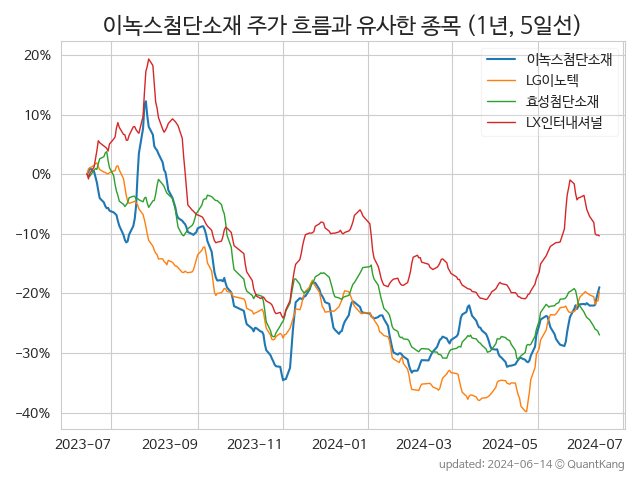 이녹스첨단소재 주가 흐름과 유사한 종목 (1년, 5일선)
이녹스첨단소재
LG이노텍
효성첨단소재
LX인터내셔널
20%
10%
0%
−10%
−20%
−30%
−40%
2023-07 2023-09 2023-11 2024-01 2024-03 2024-05 2024-07
updated: 2024-06-14 © QuantKang